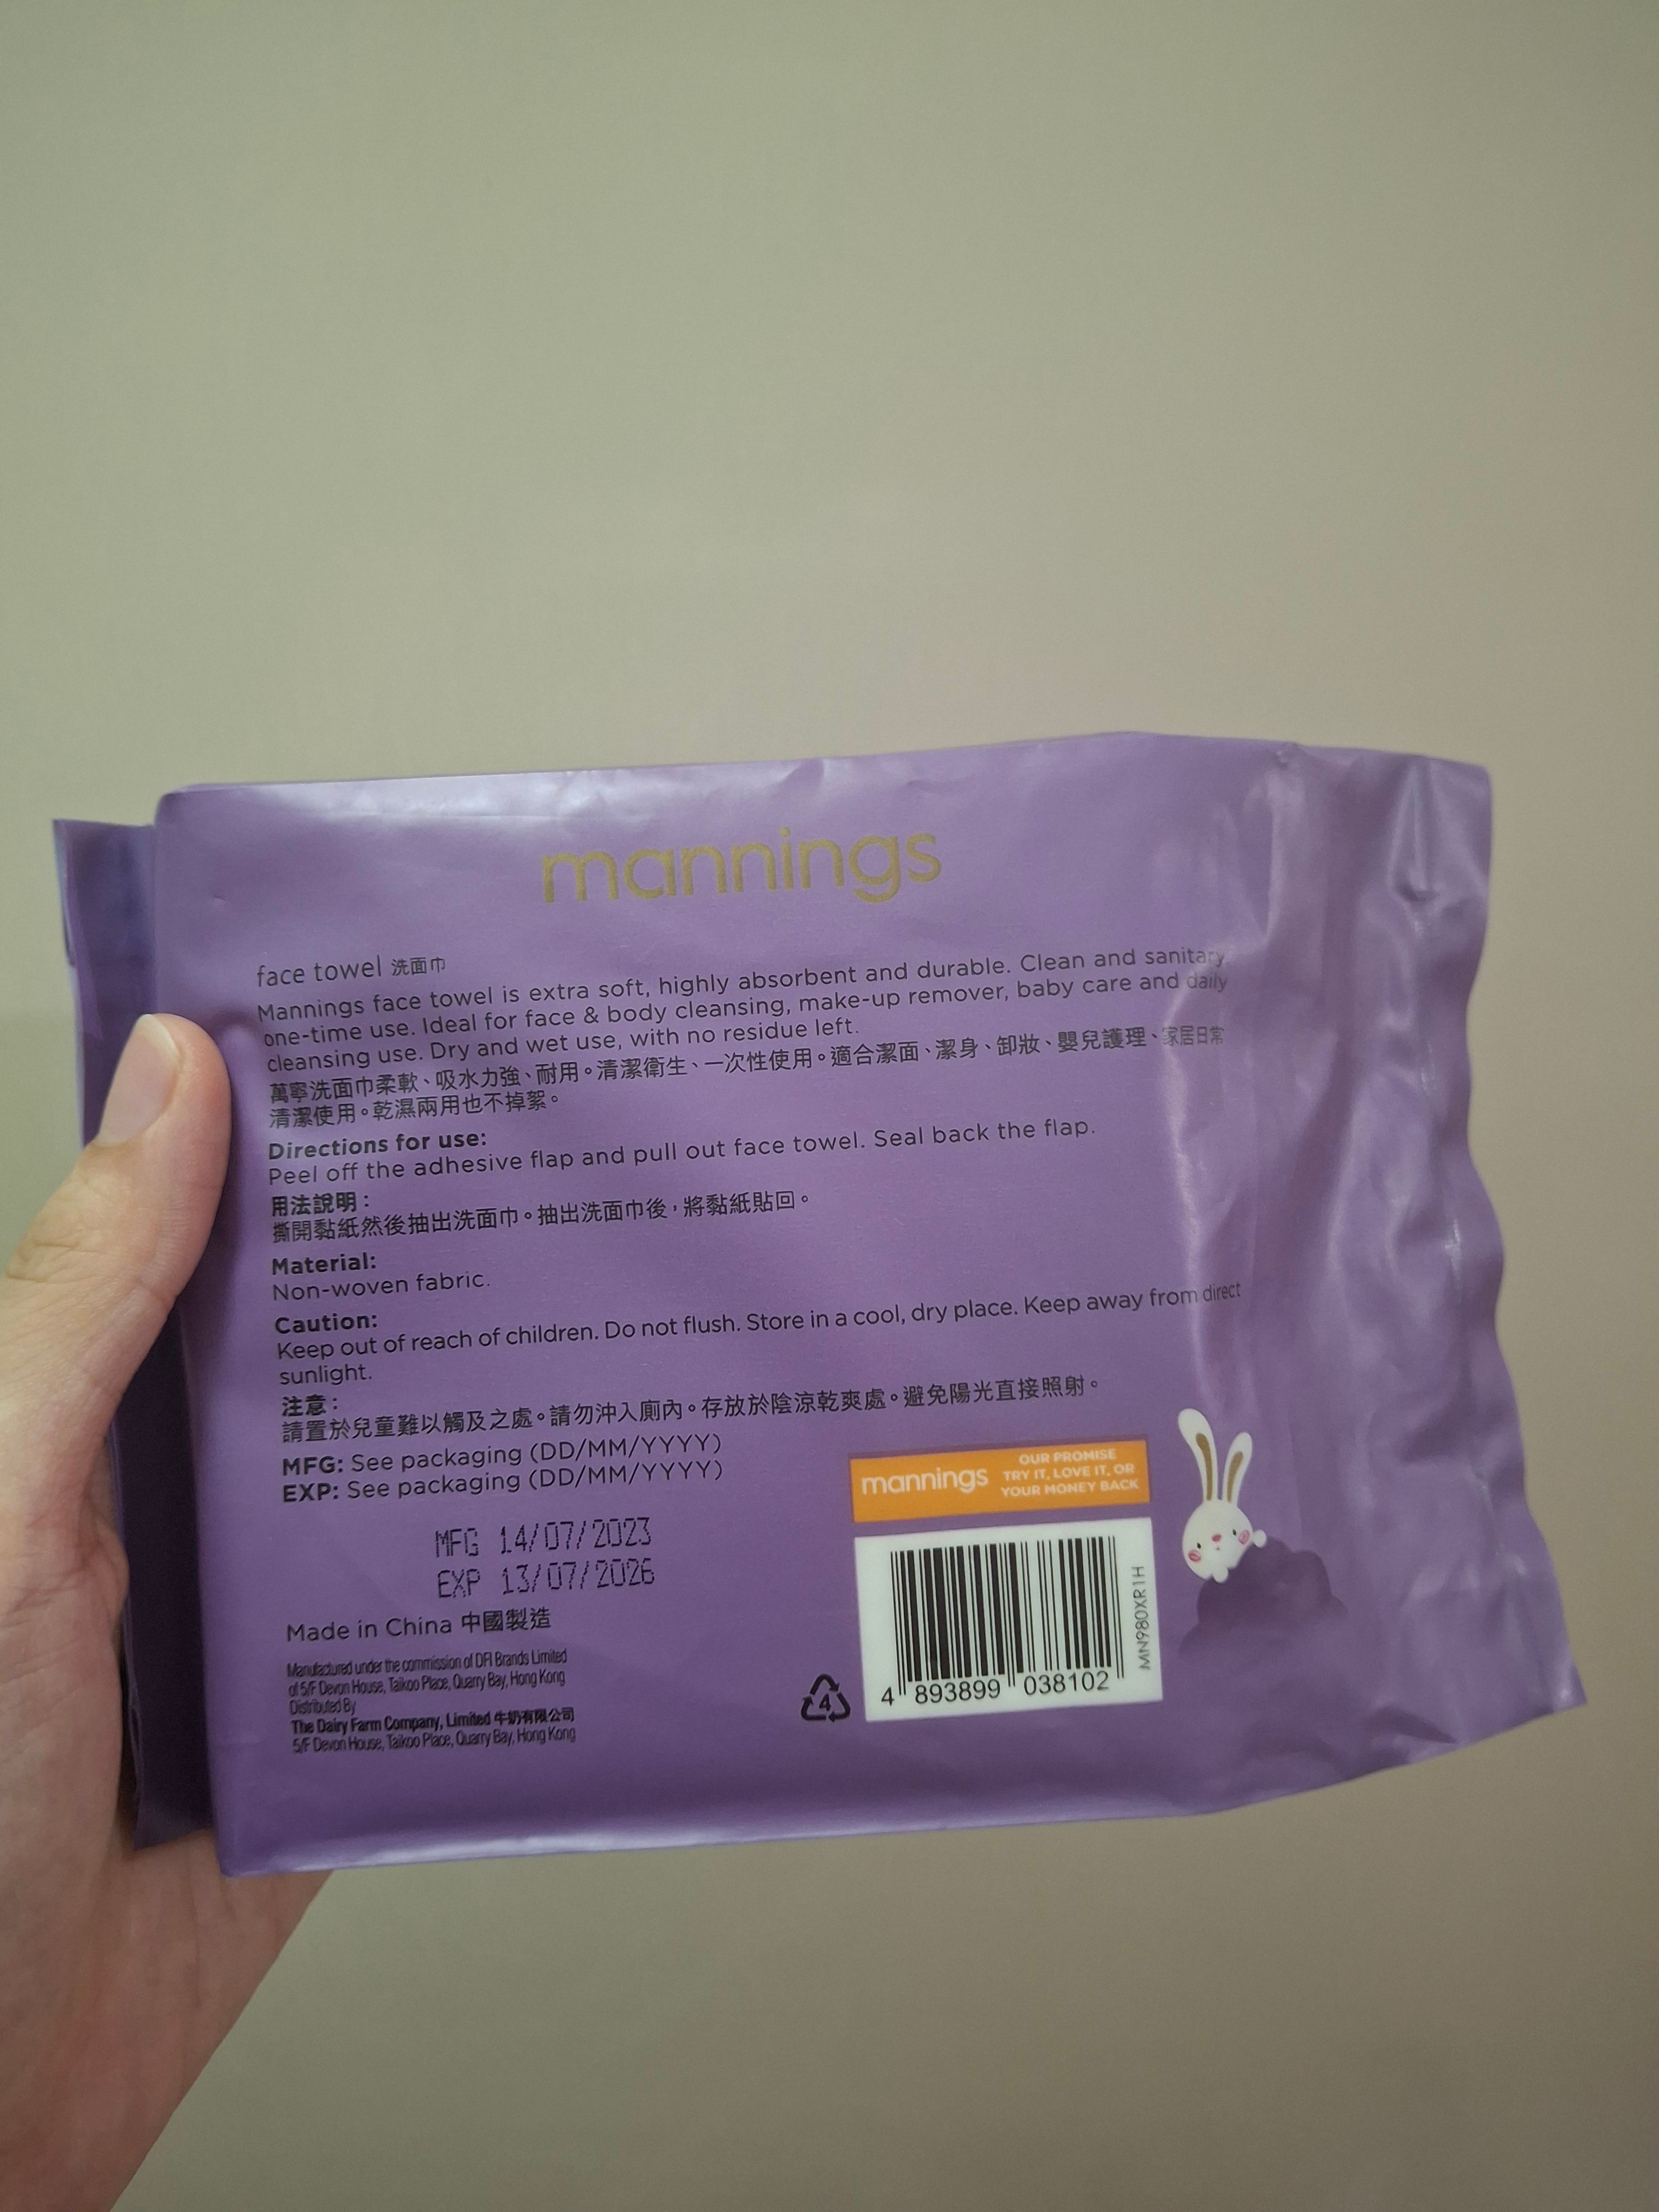 mannings
face towel 洗面巾
Mannings face towel is extra soft, highly absorbent and durable. Clean and sanitary,
one-time use. Ideal for face & body cleansing, make-up remover, baby care and daily
cleansing use. Dry and wet use, with no residue left.
萬寧洗面巾柔軟、吸水力強、耐用。清潔衛生、一次性使用。適合潔面、潔身、卸妝、嬰兒護理、家居日常
清潔使用。乾濕兩用也不掉絮。
Directions for use:
Peel off the adhesive flap and pull out face towel. Seal back the flap.
用法說明：
撕開黏紙然後抽出洗面巾。抽出洗面巾後，將黏紙貼回。
Material:
Non-woven fabric.
Caution:
Keep out of reach of children. Do not flush. Store in a cool, dry place. Keep away from direct
sunlight.
注意：
請置於兒童難以觸及之處。請勿沖入廁內。存放於陰涼乾爽處。避免陽光直接照射。
MFG: See packaging (DD/MM/YYYY)
EXP: See packaging (DD/MM/YYYY)
MFG 14/07/2023
EXP 13/07/2026
Made in China 中國製造
Manufactured under the commission of DFI Brands Limited
of 5/F Devon House, Taikoo Place, Quarry Bay, Hong Kong
Distributed By
The Dairy Farm Company, Limited 牛奶有限公司
5/F Devon House, Taikoo Place, Quarry Bay, Hong Kong
mannings
OUR PROMISE
TRY IT, LOVE IT, OR
YOUR MONEY BACK
4 893899 038102
MN980XR1H
4